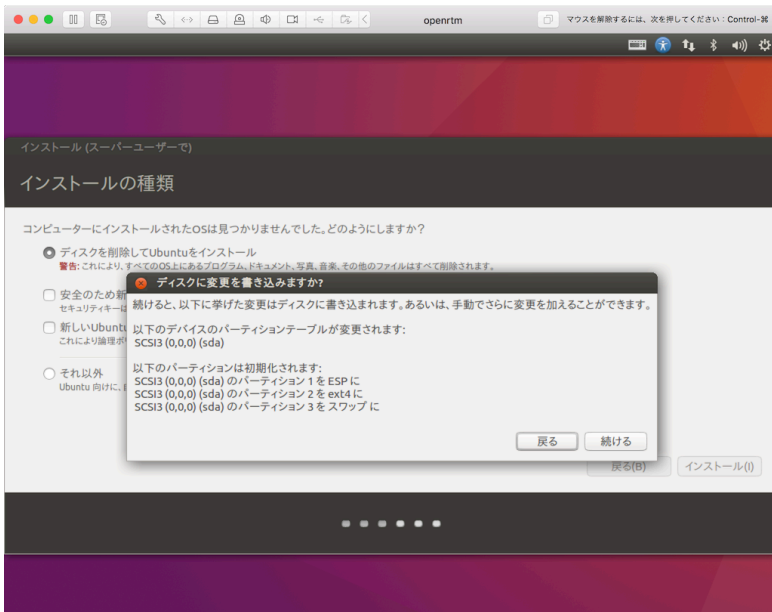 openrtm
マウスを解除するには、次を押してください：Control-⌘
インストール (スーパーユーザーで)
インストールの種類
コンピューターにインストールされたOSは見つかりませんでした。どのようにしますか?
ディスクを削除してUbuntuをインストール
警告: これにより、すべてのOS上にあるプログラム、ドキュメント、写真、音楽、その他のファイルはすべて削除されます。
安全のため新
セキュリティキーは
新しいUbuntu
これにより論理ボ
それ以外
Ubuntu 向けに、
ディスクに変更を書き込みますか?
続けると、以下に挙げた変更はディスクに書き込まれます。あるいは、手動でさらに変更を加えることができます。
以下のデバイスのパーティションテーブルが変更されます:
SCSI3 (0,0,0) (sda)
以下のパーティションは初期化されます:
SCSI3 (0,0,0) (sda) のパーティション 1 を ESP に
SCSI3 (0,0,0) (sda) のパーティション 2 を ext4 に
SCSI3 (0,0,0) (sda) のパーティション 3 を スワップ に
戻る 続ける
戻る(B) インストール(I)